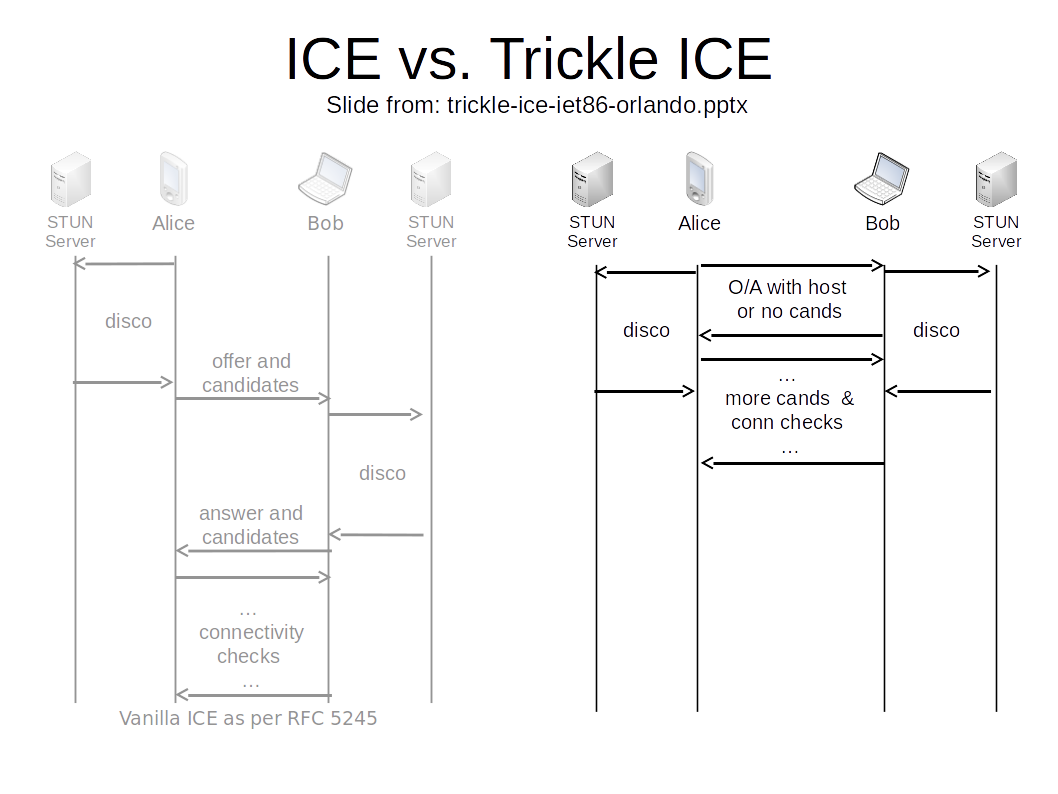 ICE vs. Trickle ICE
Slide from: trickle-ice-iet86-orlando.pptx
STUN
Server
Alice
Bob
STUN
Server
disco
offer and
candidates
disco
answer and
candidates
...
connectivity
checks
...
Vanilla ICE as per RFC 5245
STUN
Server
Alice
Bob
STUN
Server
O/A with host
or no cands
disco
disco
...
more cands &
conn checks
...